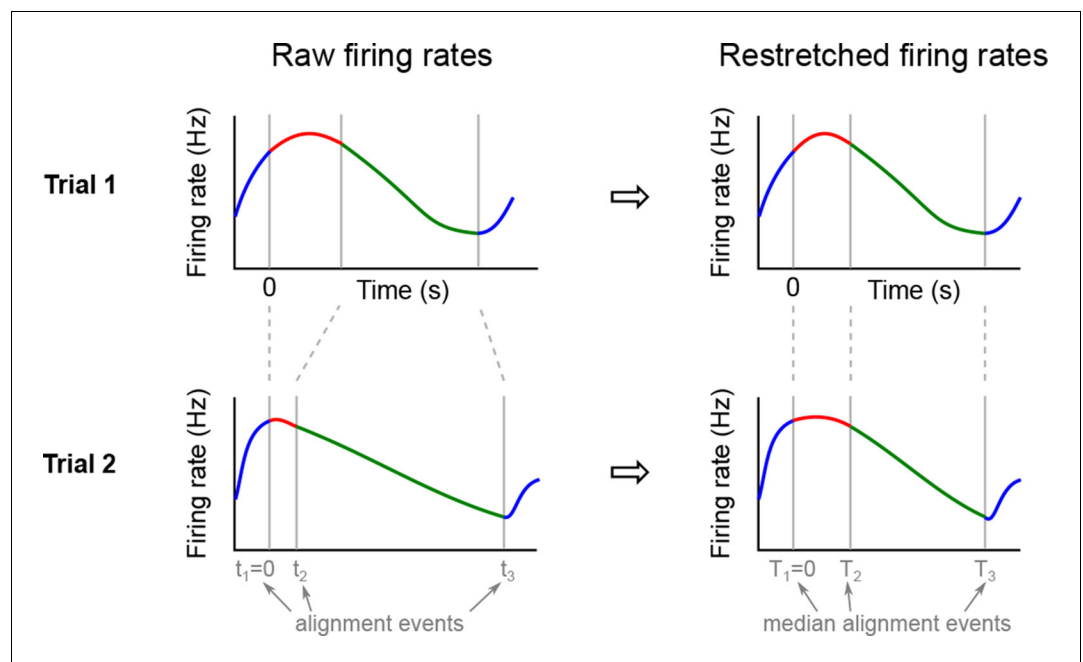 Raw firing rates
Restretched firing rates
Trial 1
Firing rate (Hz)
0
Time (s)
⇨
Firing rate (Hz)
0
Time (s)
Trial 2
Firing rate (Hz)
t₁=0
t₂
t₃
alignment events
⇨
Firing rate (Hz)
T₁=0
T₂
T₃
median alignment events